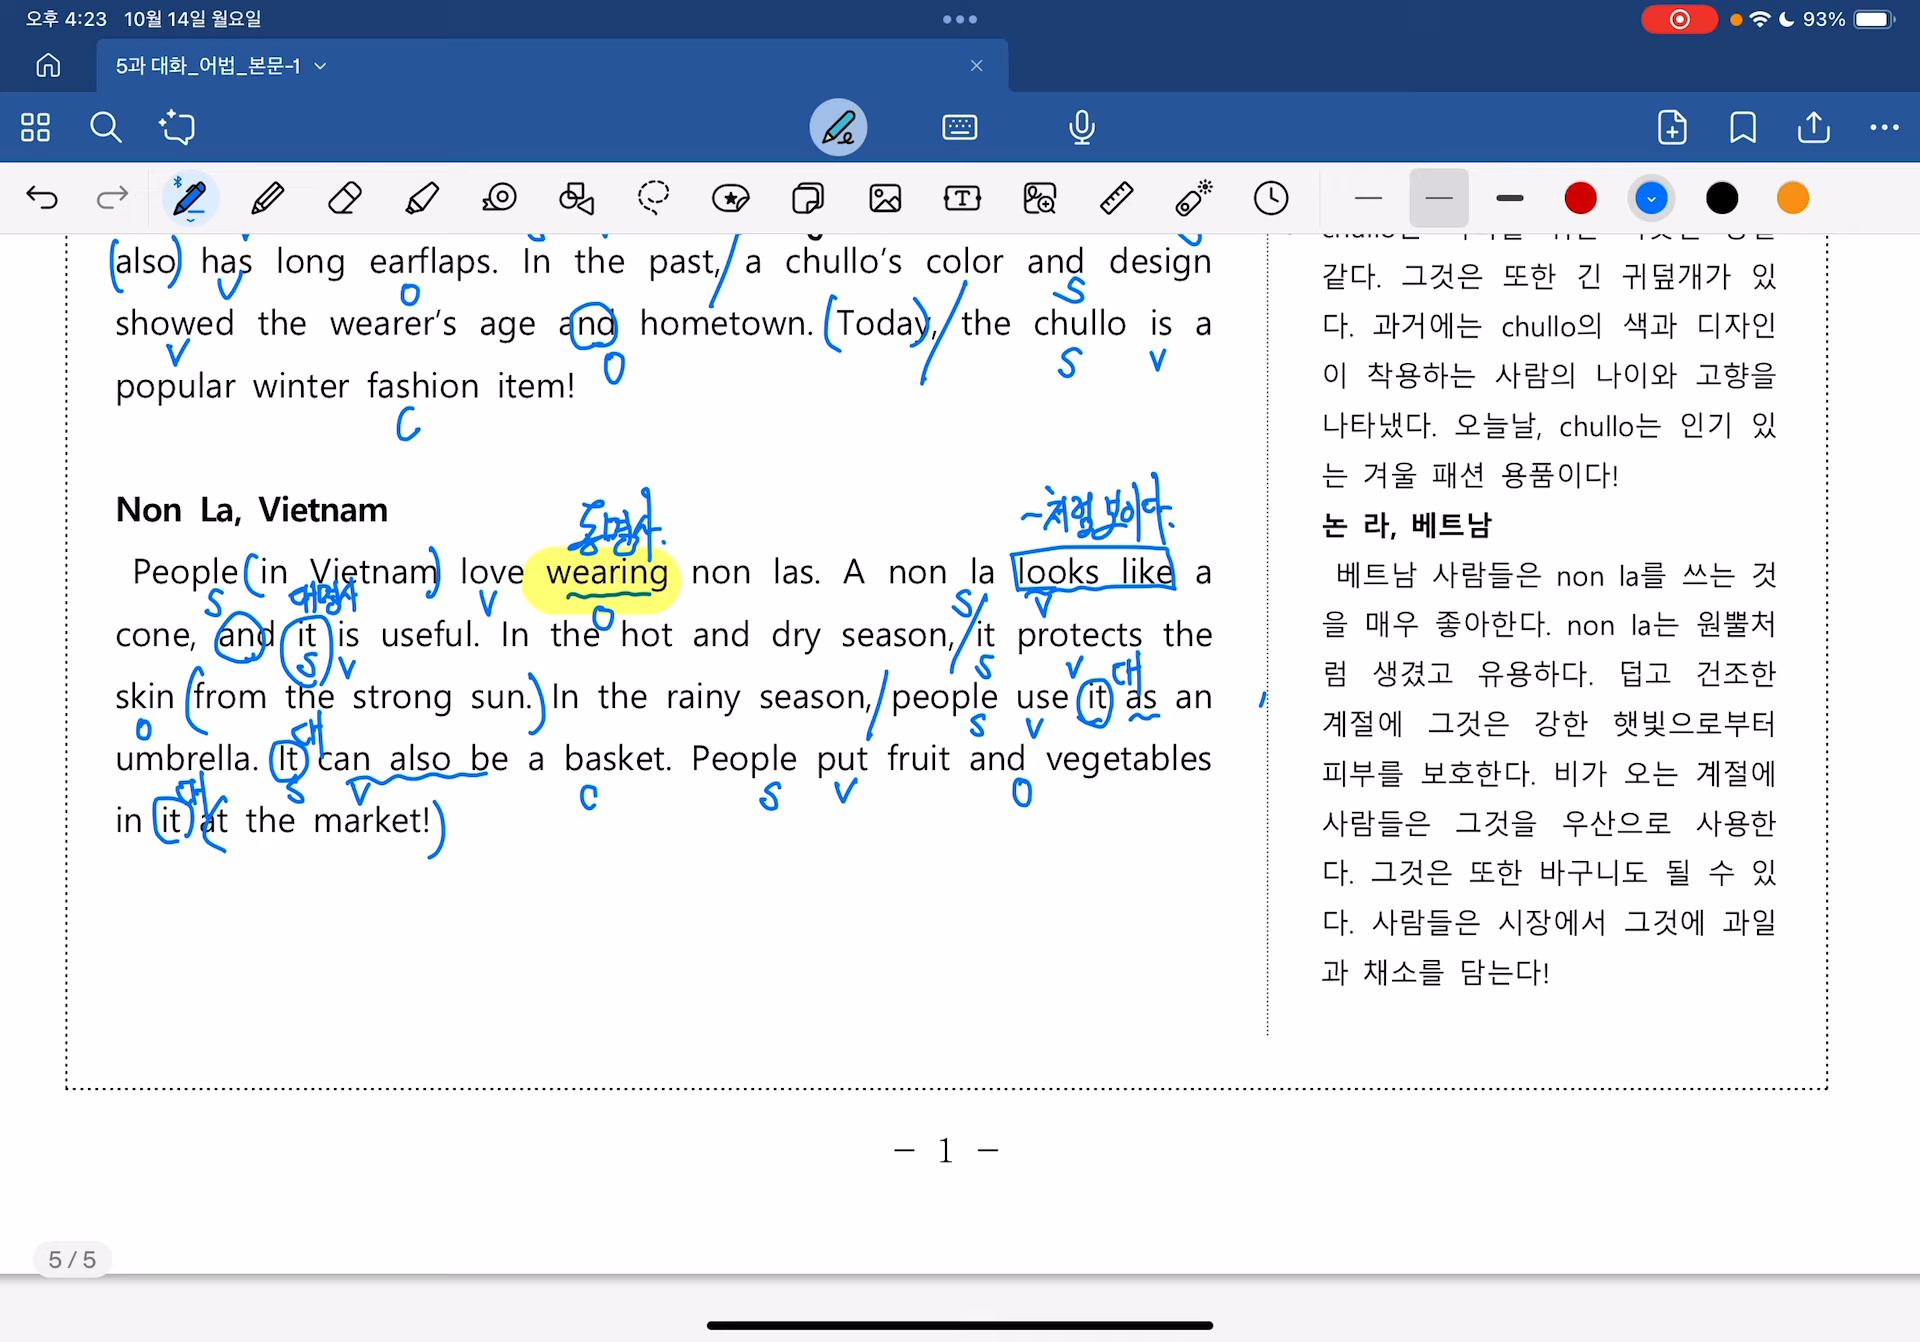 오후 4:23 10월 14일 월요일
93%
5과 대화_어법_본문-1
(also) has long earflaps. In the past, / a chullo's color and design
V O S
showed the wearer's age and hometown. (Today), / the chullo is a
V O S V
popular winter fashion item!
C
Non La, Vietnam
동명사. ~처럼 보이다.
People (in Vietnam) love wearing non las. A non la looks like a
S 대명사 V O S V
cone, and it is useful. In the hot and dry season, / it protects the
S V S V 대
skin (from the strong sun.) In the rainy season, / people use it as an
O 대 S V
umbrella. It can also be a basket. People put fruit and vegetables
대 S V C S V O
in it (at the market!)
같다. 그것은 또한 긴 귀덮개가 있
다. 과거에는 chullo의 색과 디자인
이 착용하는 사람의 나이와 고향을
나타냈다. 오늘날, chullo는 인기 있
는 겨울 패션 용품이다!
논 라, 베트남
베트남 사람들은 non la를 쓰는 것
을 매우 좋아한다. non la는 원뿔처
럼 생겼고 유용하다. 덥고 건조한
계절에 그것은 강한 햇빛으로부터
피부를 보호한다. 비가 오는 계절에
사람들은 그것을 우산으로 사용한
다. 그것은 또한 바구니도 될 수 있
다. 사람들은 시장에서 그것에 과일
과 채소를 담는다!
- 1 -
5 / 5